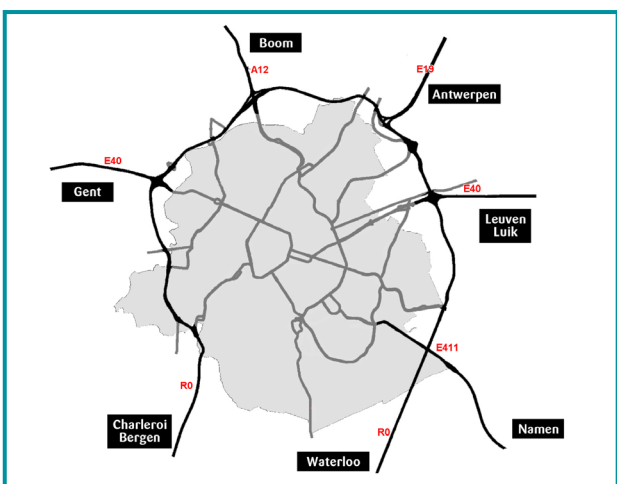 Boom
A12
E19
Antwerpen
E40
Gent
E40
Leuven
Luik
E411
R0
Charleroi
Bergen
R0
Namen
Waterloo